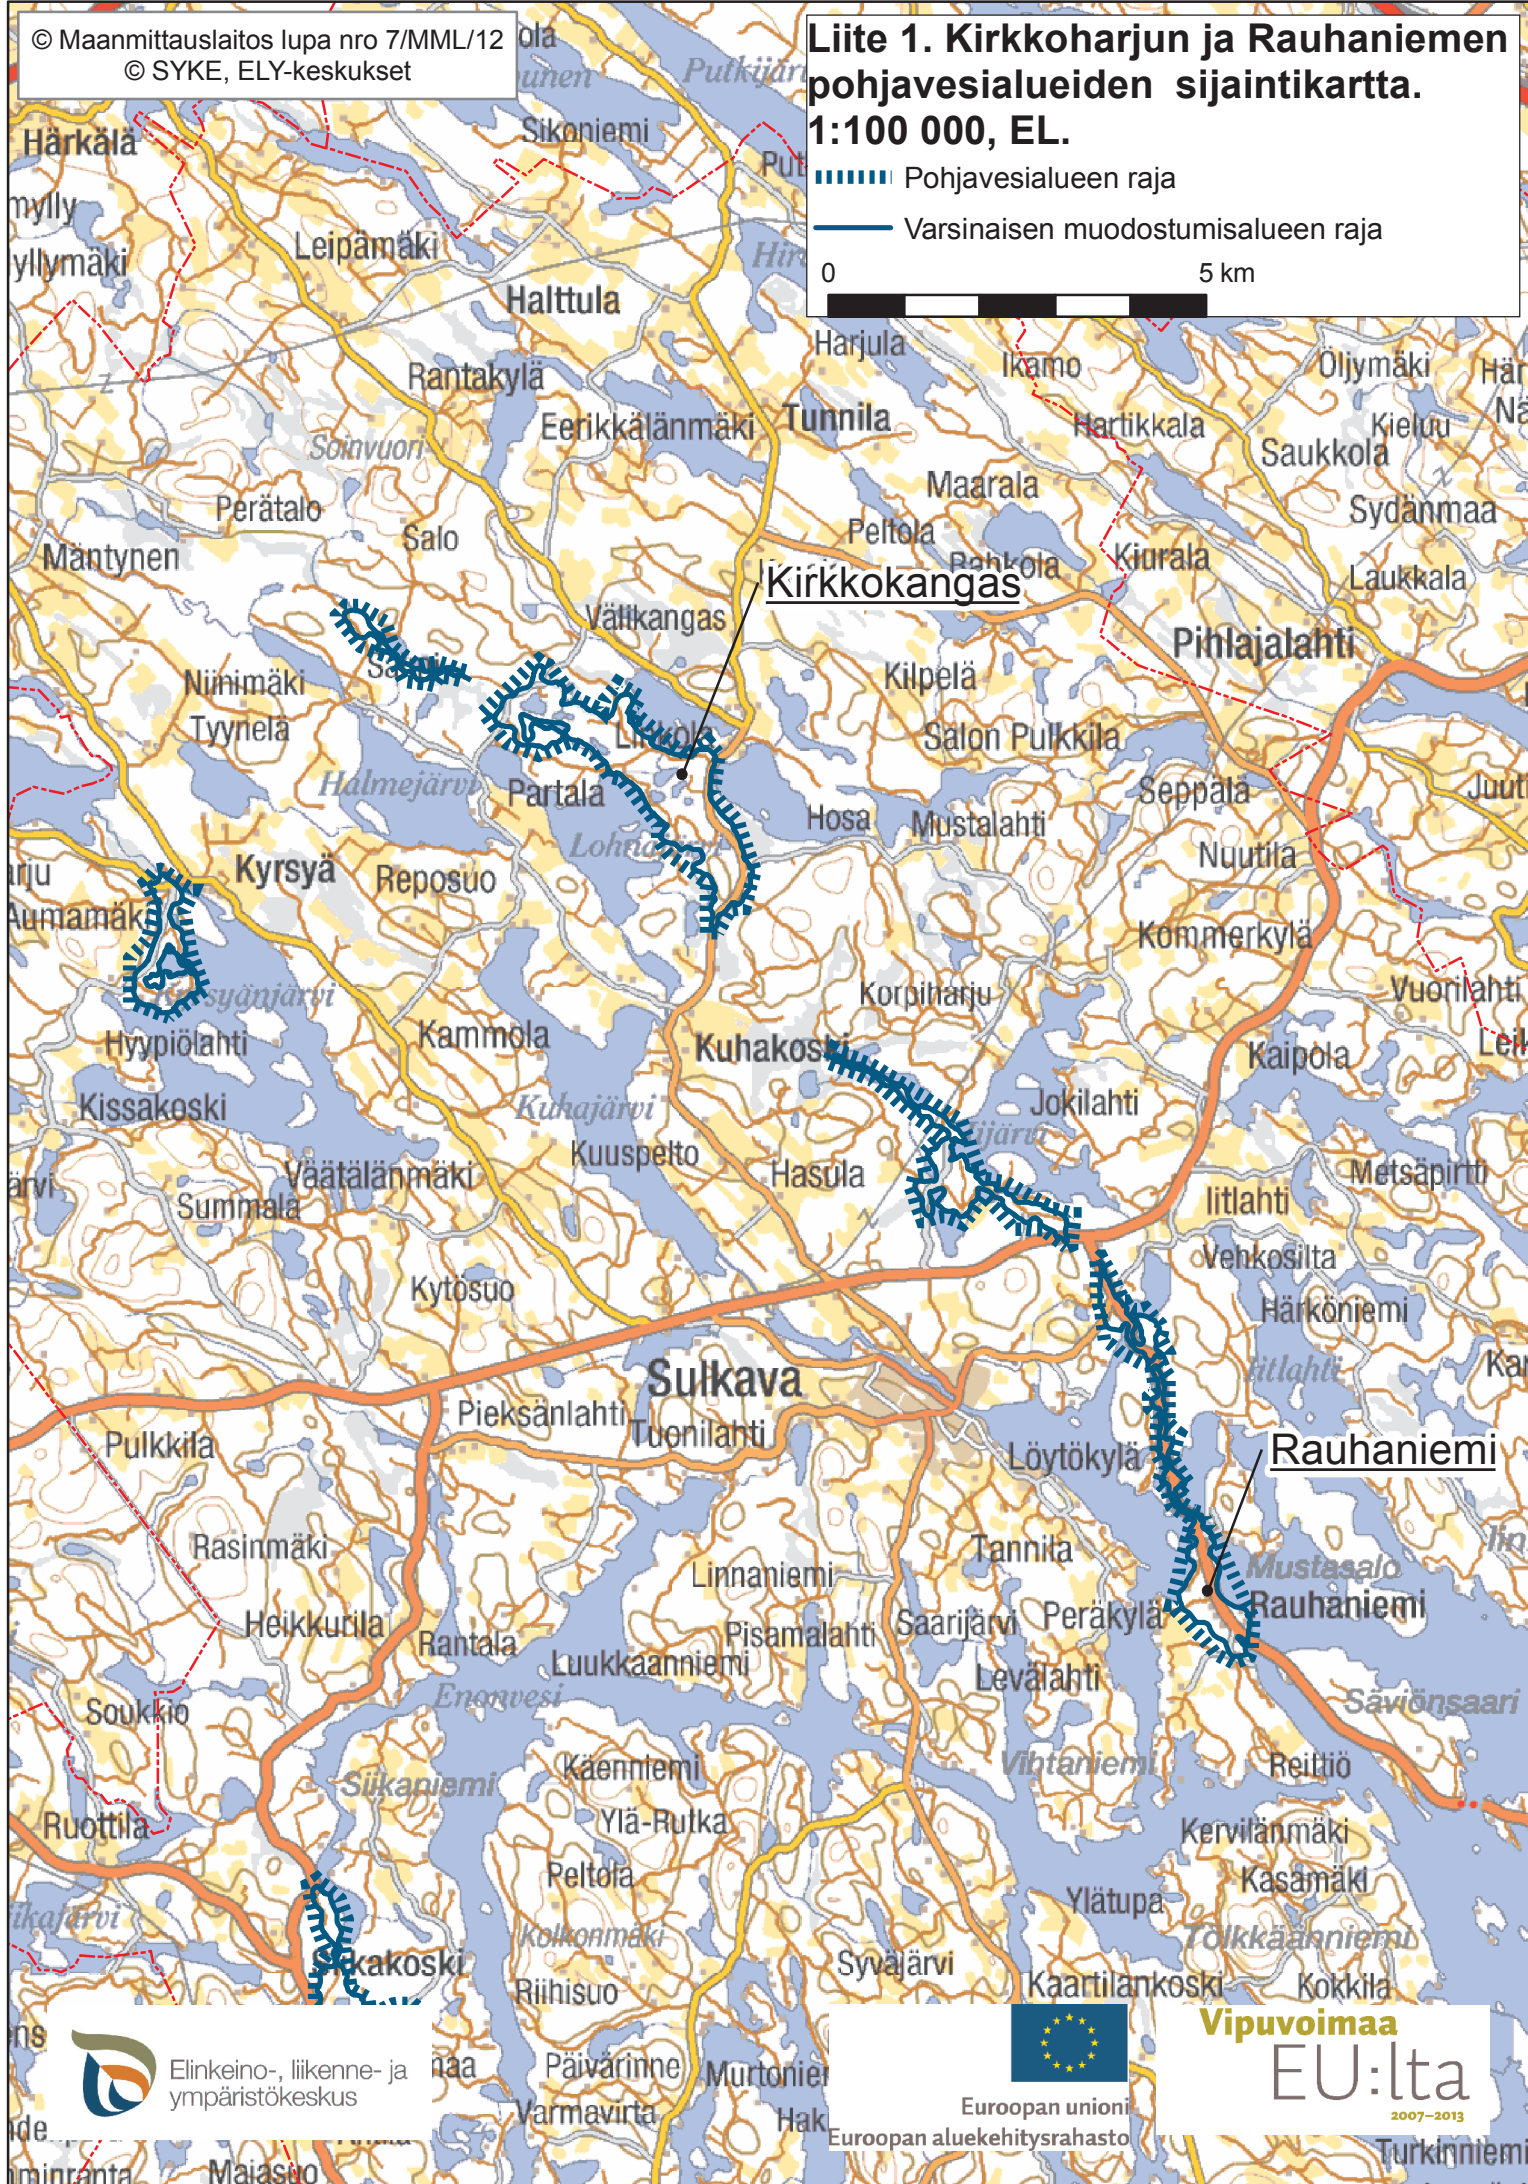 © Maanmittauslaitos lupa nro 7/MML/12
© SYKE, ELY-keskukset
Liite 1. Kirkkoharjun ja Rauhaniemen
pohjavesialueiden sijaintikartta.
1:100 000, EL.
Pohjavesialueen raja
Varsinaisen muodostumisalueen raja
0 5 km
Sikoniemi
Härkälä
Leipämäki
Halttula
Harjula
Ikamo
Öljymäki
Rantakylä
Eerikkälänmäki
Tunnila
Hartikkala
Kieluu
Soinvuori
Saukkola
Maarala
Perätalo
Sydänmaa
Salo
Peltola
Mäntynen
Kiurala
Laukkala
Kirkkokangas
Välikangas
Pihlajalahti
Kilpelä
Niinimäki
Tyynelä
Salon Pulkkila
Halmejärvi
Partala
Seppälä
Hosa
Mustalahti
Nuutila
Kyrsyä
Reposuo
Kommerkylä
Korpiharju
Vuorilahti
Kammola
Hyypiölahti
Kuhakoski
Kaipola
Kissakoski
Kuhajärvi
Jokilahti
Kuuspelto
Väätälänmäki
Hasula
Metsäpirtti
Summala
Iitlahti
Vehkosilta
Kytösuo
Härköniemi
Iitlahti
Sulkava
Pieksänlahti
Tuonilahti
Pulkkila
Löytökylä
Rauhaniemi
Rasinmäki
Tannila
Linnaniemi
Mustasalo
Rauhaniemi
Heikkurila
Rantala
Pisamalahti
Saarijärvi
Peräkylä
Luukkaanniemi
Levälahti
Enonvesi
Soukkio
Säviönsaari
Käenniemi
Vihtaniemi
Reittiö
Siikaniemi
Ruottila
Ylä-Rutka
Kervilänmäki
Peltola
Kasamäki
Ylätupa
Kolkonmäki
Tölkkäänniemi
Syväjärvi
Riihisuo
Kaartilankoski
Kokkila
Elinkeino-, liikenne- ja
ympäristökeskus
Päivärinne
Varmavirta
Euroopan unioni
Euroopan aluekehitysrahasto
Vipuvoimaa
EU:lta
2007–2013
Turkinniemi
Majasuo